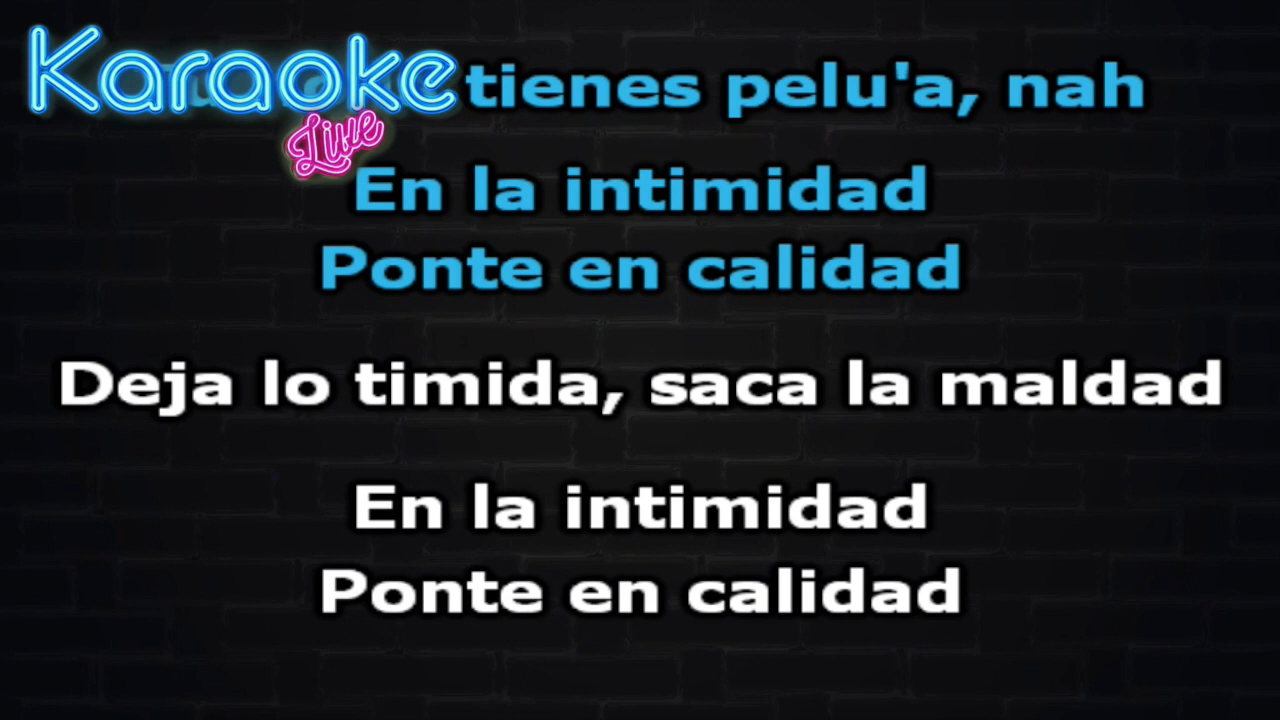 Karaoke
Live
tienes pelu'a, nah
En la intimidad
Ponte en calidad
Deja lo timida, saca la maldad
En la intimidad
Ponte en calidad